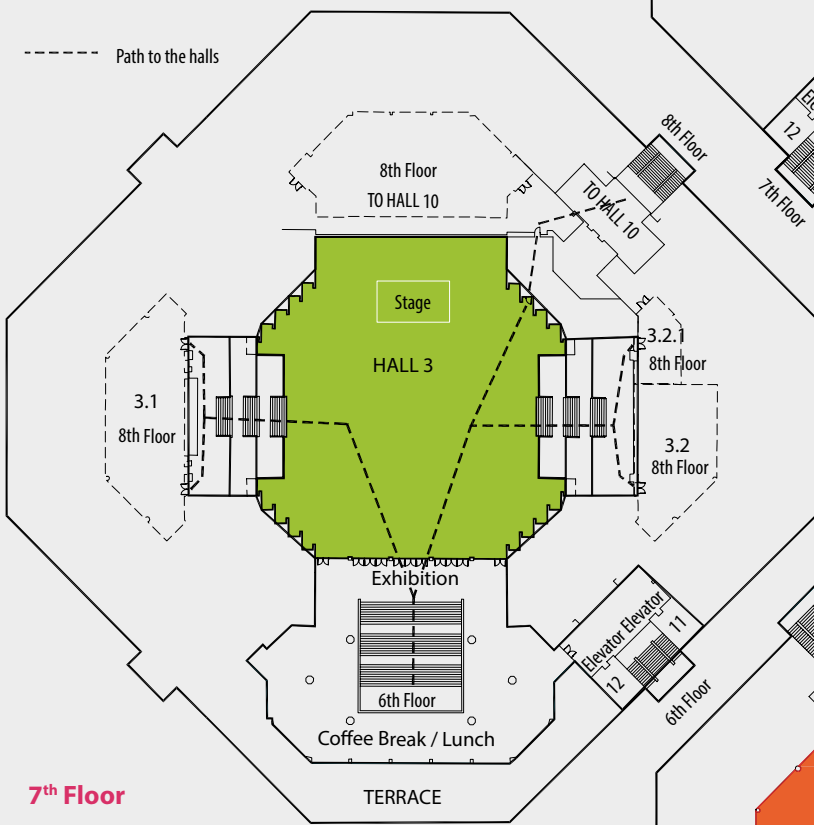 Path to the halls
Ele
12
7th Floor
8th Floor
8th Floor
TO HALL 10
TO HALL 10
Stage
HALL 3
3.1
8th Floor
3.2.1
8th Floor
3.2
8th Floor
Exhibition
Elevator Elevator
11
12
6th Floor
6th Floor
Coffee Break / Lunch
7th Floor
TERRACE